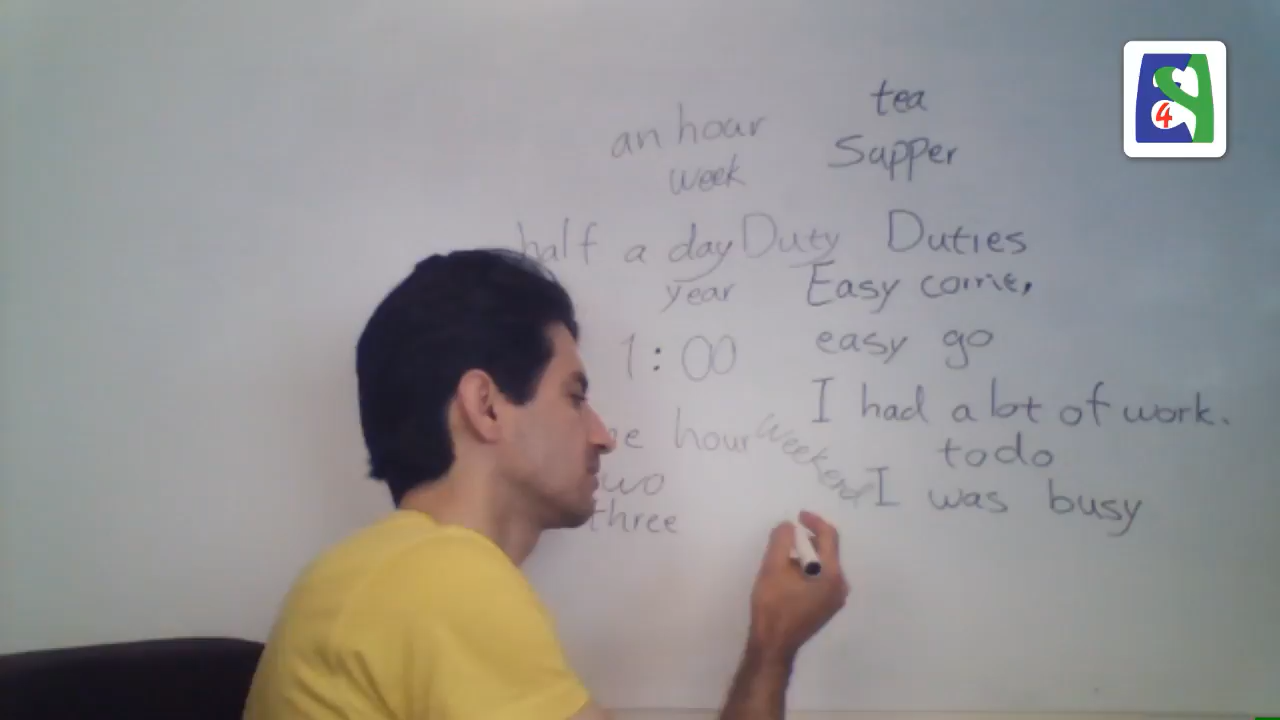 tea
an hour
Supper
week
half a day
Duty
Duties
year
Easy come,
easy go
1:00
I had a lot of work.
to do
hour
weekend
I was busy
three
4